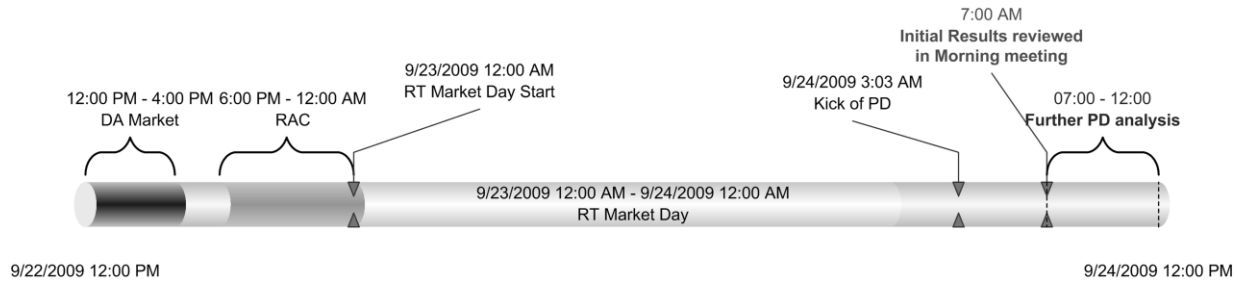 7:00 AM
Initial Results reviewed
in Morning meeting
9/23/2009 12:00 AM
RT Market Day Start
9/24/2009 3:03 AM
Kick of PD
12:00 PM - 4:00 PM
DA Market
6:00 PM - 12:00 AM
RAC
07:00 - 12:00
Further PD analysis
9/23/2009 12:00 AM - 9/24/2009 12:00 AM
RT Market Day
9/22/2009 12:00 PM
9/24/2009 12:00 PM